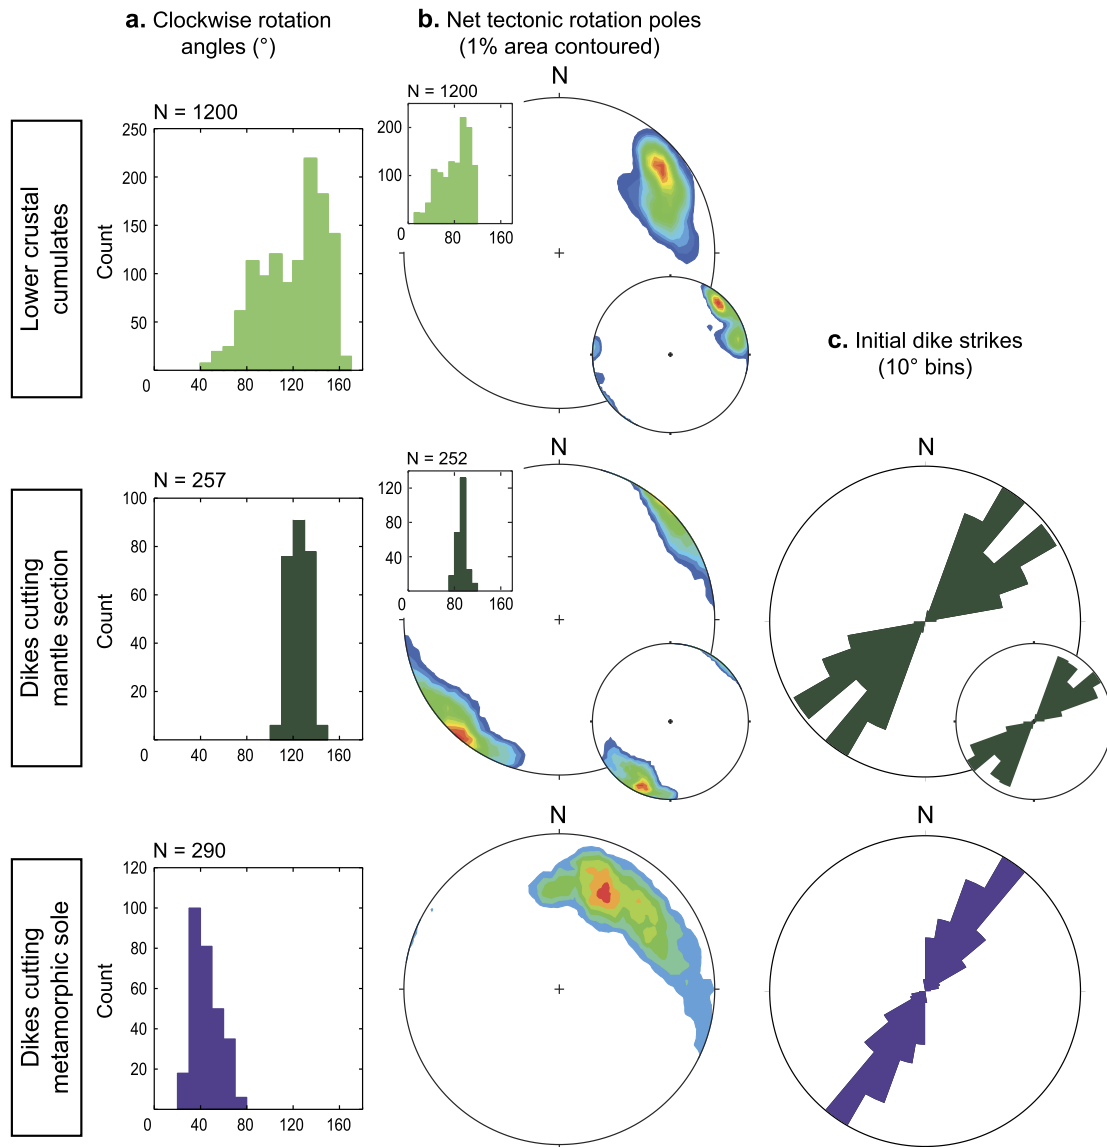 a. Clockwise rotation
angles (°)
b. Net tectonic rotation poles
(1% area contoured)
Lower crustal
cumulates
N = 1200
Count
250
200
150
100
50
0
40
80
120
160
N = 1200
200
100
0
80
160
N
c. Initial dike strikes
(10° bins)
Dikes cutting
mantle section
N = 257
Count
100
80
60
40
20
0
40
80
120
160
N = 252
120
80
40
0
80
160
N
N
Dikes cutting
metamorphic sole
N = 290
Count
120
100
80
60
40
20
0
40
80
120
160
N
N